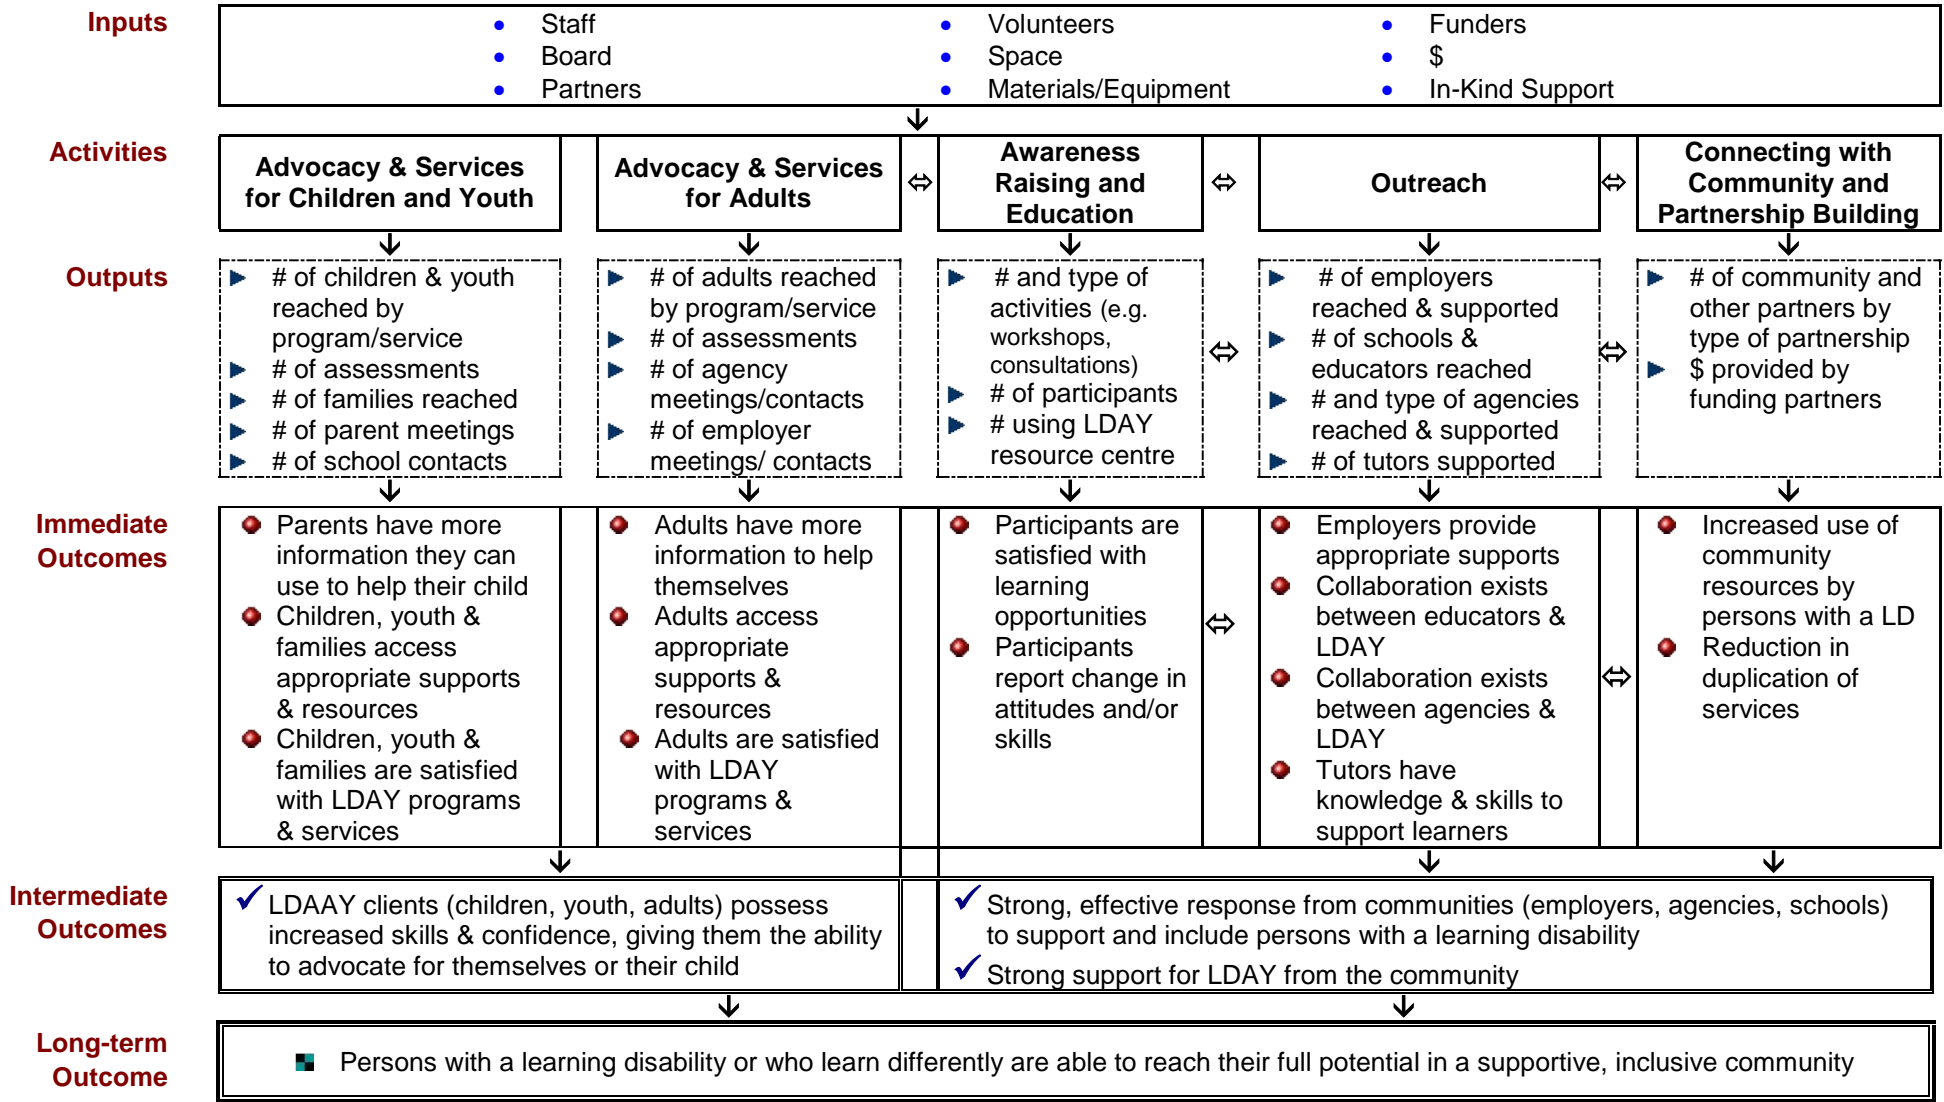 Inputs
Staff
Board
Partners
Volunteers
Space
Materials/Equipment
Funders
$
In-Kind Support
Activities
Advocacy & Services
for Children and Youth
Advocacy & Services
for Adults
Awareness
Raising and
Education
Outreach
Connecting with
Community and
Partnership Building
Outputs
# of children & youth
reached by
program/service
# of assessments
# of families reached
# of parent meetings
# of school contacts
# of adults reached
by program/service
# of assessments
# of agency
meetings/contacts
# of employer
meetings/ contacts
# and type of
activities (e.g.
workshops,
consultations)
# of participants
# using LDAY
resource centre
# of employers
reached & supported
# of schools &
educators reached
# and type of agencies
reached & supported
# of tutors supported
# of community and
other partners by
type of partnership
$ provided by
funding partners
Immediate
Outcomes
Parents have more
information they can
use to help their child
Children, youth &
families access
appropriate supports
& resources
Children, youth &
families are satisfied
with LDAY programs
& services
Adults have more
information to help
themselves
Adults access
appropriate
supports &
resources
Adults are satisfied
with LDAY
programs &
services
Participants are
satisfied with
learning
opportunities
Participants
report change in
attitudes and/or
skills
Employers provide
appropriate supports
Collaboration exists
between educators &
LDAY
Collaboration exists
between agencies &
LDAY
Tutors have
knowledge & skills to
support learners
Increased use of
community
resources by
persons with a LD
Reduction in
duplication of
services
Intermediate
Outcomes
LDAAY clients (children, youth, adults) possess
increased skills & confidence, giving them the ability
to advocate for themselves or their child
Strong, effective response from communities (employers, agencies, schools)
to support and include persons with a learning disability
Strong support for LDAY from the community
Long-term
Outcome
Persons with a learning disability or who learn differently are able to reach their full potential in a supportive, inclusive community